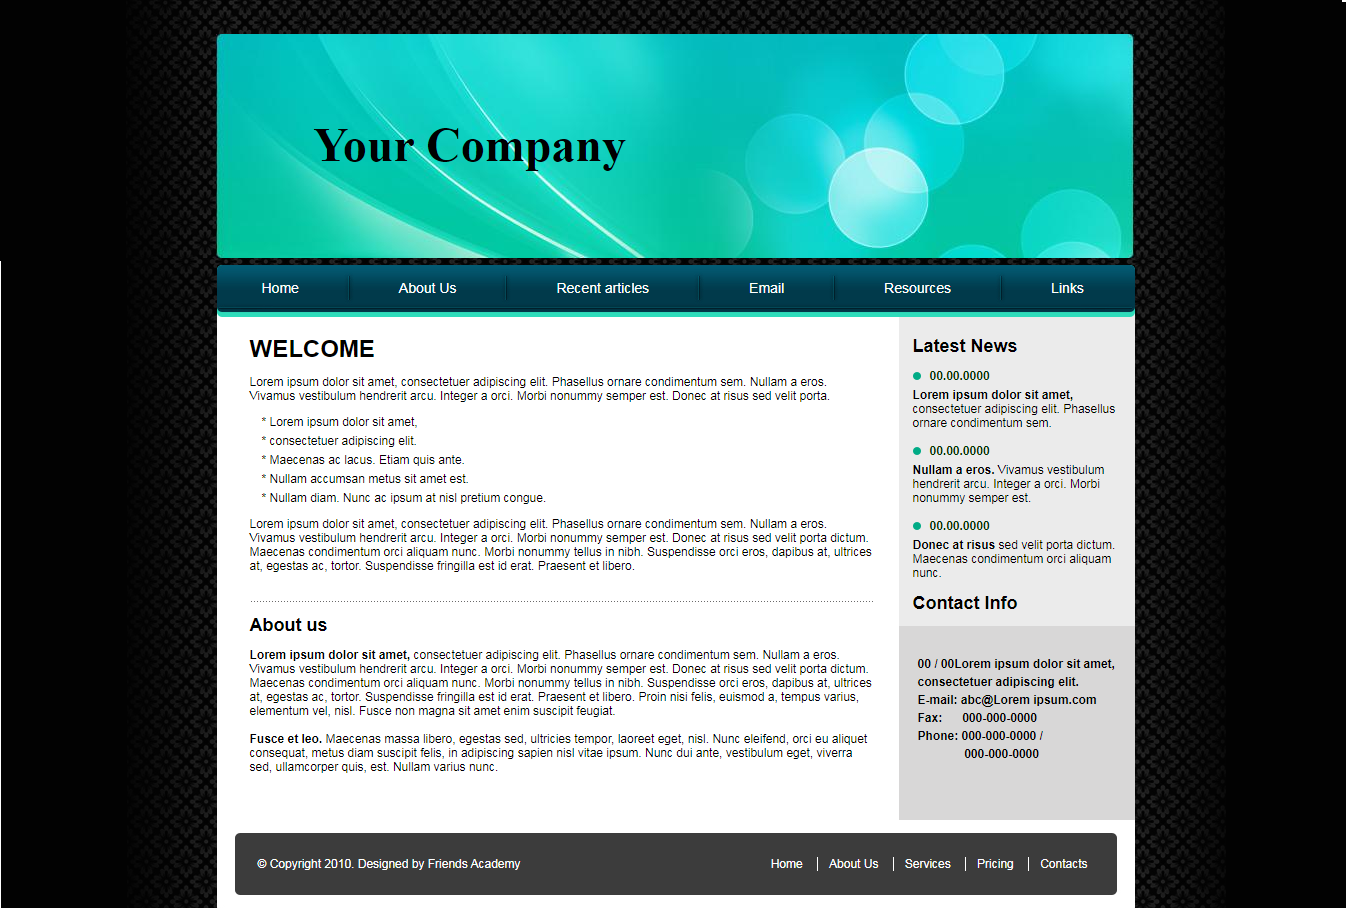 Your Company
Home About Us Recent articles Email Resources Links
WELCOME
Lorem ipsum dolor sit amet, consectetuer adipiscing elit. Phasellus ornare condimentum sem. Nullam a eros.
Vivamus vestibulum hendrerit arcu. Integer a orci. Morbi nonummy semper est. Donec at risus sed velit porta.
* Lorem ipsum dolor sit amet,
* consectetuer adipiscing elit.
* Maecenas ac lacus. Etiam quis ante.
* Nullam accumsan metus sit amet est.
* Nullam diam. Nunc ac ipsum at nisl pretium congue.
Lorem ipsum dolor sit amet, consectetuer adipiscing elit. Phasellus ornare condimentum sem. Nullam a eros.
Vivamus vestibulum hendrerit arcu. Integer a orci. Morbi nonummy semper est. Donec at risus sed velit porta dictum.
Maecenas condimentum orci aliquam nunc. Morbi nonummy tellus in nibh. Suspendisse orci eros, dapibus at, ultrices
at, egestas ac, tortor. Suspendisse fringilla est id erat. Praesent et libero.
About us
Lorem ipsum dolor sit amet, consectetuer adipiscing elit. Phasellus ornare condimentum sem. Nullam a eros.
Vivamus vestibulum hendrerit arcu. Integer a orci. Morbi nonummy semper est. Donec at risus sed velit porta dictum.
Maecenas condimentum orci aliquam nunc. Morbi nonummy tellus in nibh. Suspendisse orci eros, dapibus at, ultrices
at, egestas ac, tortor. Suspendisse fringilla est id erat. Praesent et libero. Proin nisi felis, euismod a, tempus varius,
elementum vel, nisl. Fusce non magna sit amet enim suscipit feugiat.
Fusce et leo. Maecenas massa libero, egestas sed, ultricies tempor, laoreet eget, nisl. Nunc eleifend, orci eu aliquet
consequat, metus diam suscipit felis, in adipiscing sapien nisl vitae ipsum. Nunc dui ante, vestibulum eget, viverra
sed, ullamcorper quis, est. Nullam varius nunc.
Latest News
00.00.0000
Lorem ipsum dolor sit amet,
consectetuer adipiscing elit. Phasellus
ornare condimentum sem.
00.00.0000
Nullam a eros. Vivamus vestibulum
hendrerit arcu. Integer a orci. Morbi
nonummy semper est.
00.00.0000
Donec at risus sed velit porta dictum.
Maecenas condimentum orci aliquam
nunc.
Contact Info
00 / 00Lorem ipsum dolor sit amet,
consectetuer adipiscing elit.
E-mail: abc@Lorem ipsum.com
Fax: 000-000-0000
Phone: 000-000-0000 /
000-000-0000
© Copyright 2010. Designed by Friends Academy
Home | About Us | Services | Pricing | Contacts